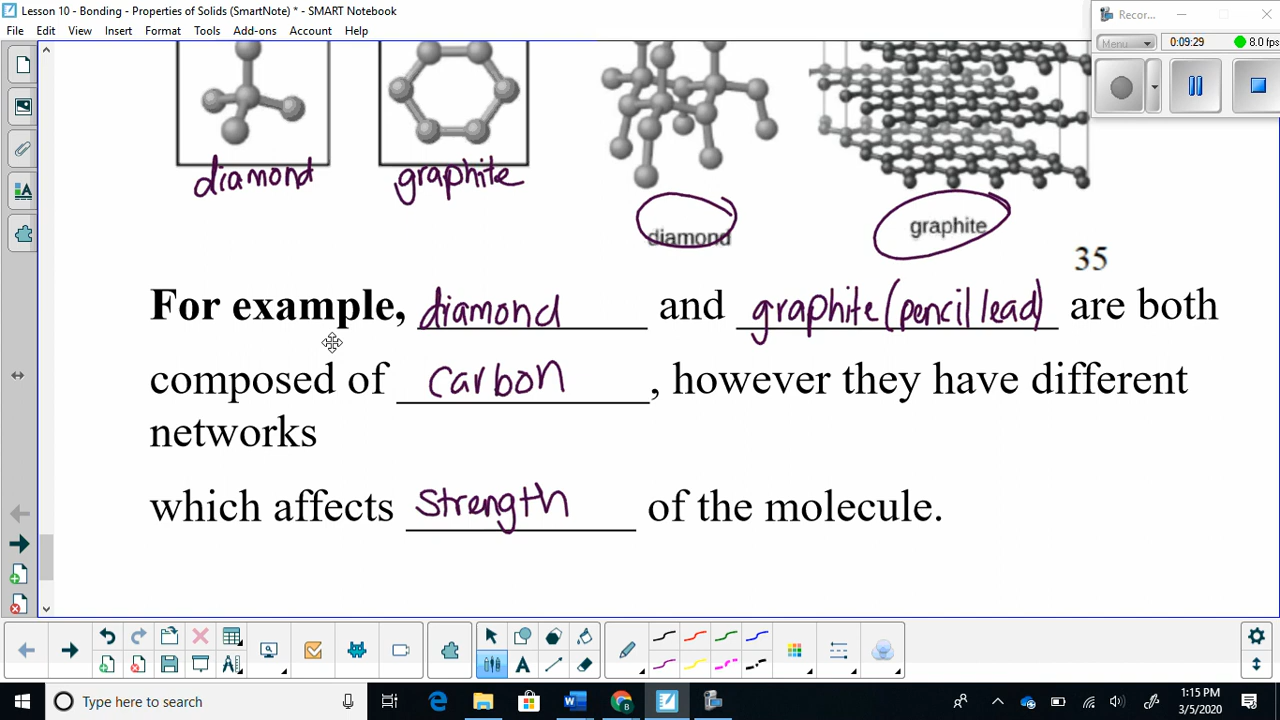 Lesson 10 - Bonding - Properties of Solids (SmartNote) * - SMART Notebook
File Edit View Insert Format Tools Add-ons Account Help
Recor...
Menu 0:09:29 8.0 fps
diamond graphite
diamond graphite
35
For example, diamond and graphite (pencil lead) are both
composed of carbon, however they have different
networks
which affects strength of the molecule.
Type here to search
1:15 PM
3/5/2020